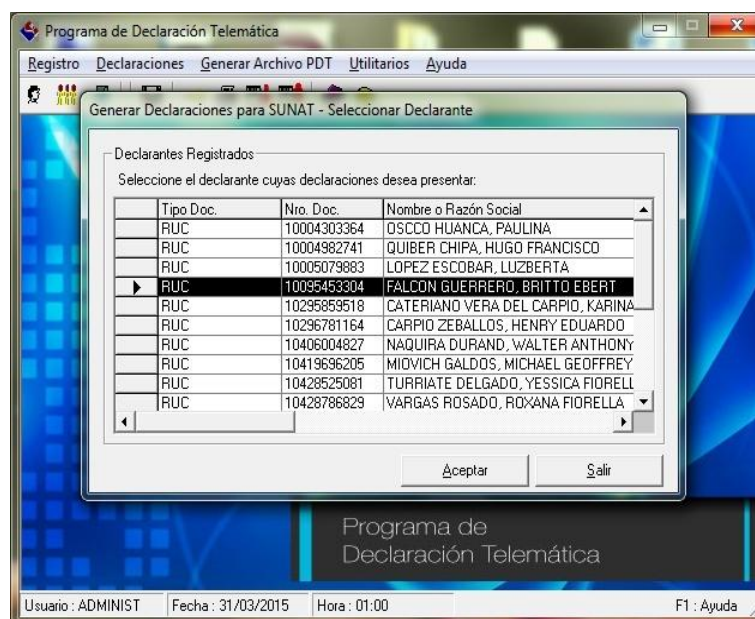 Programa de Declaración Telemática
Registro Declaraciones Generar Archivo PDT Utilitarios Ayuda
Generar Declaraciones para SUNAT - Seleccionar Declarante
Declarantes Registrados
Seleccione el declarante cuyas declaraciones desea presentar:
Tipo Doc. Nro. Doc. Nombre o Razón Social
RUC 10004303364 OSCCO HUANCA, PAULINA
RUC 10004982741 QUIBER CHIPA, HUGO FRANCISCO
RUC 10005079883 LOPEZ ESCOBAR, LUZBERTA
RUC 10095453304 FALCON GUERRERO, BRITTO EBERT
RUC 10295859518 CATERIANO VERA DEL CARPIO, KARINA
RUC 10296781164 CARPIO ZEBALLOS, HENRY EDUARDO
RUC 10406004827 NAQUIRA DURAND, WALTER ANTHONY
RUC 10419696205 MIOVICH GALDOS, MICHAEL GEOFFREY
RUC 10428525081 TURRIATE DELGADO, YESSICA FIORELL
RUC 10428786829 VARGAS ROSADO, ROXANA FIORELLA
Aceptar Salir
Programa de
Declaración Telemática
Usuario : ADMINIST Fecha : 31/03/2015 Hora : 01:00 F1 : Ayuda